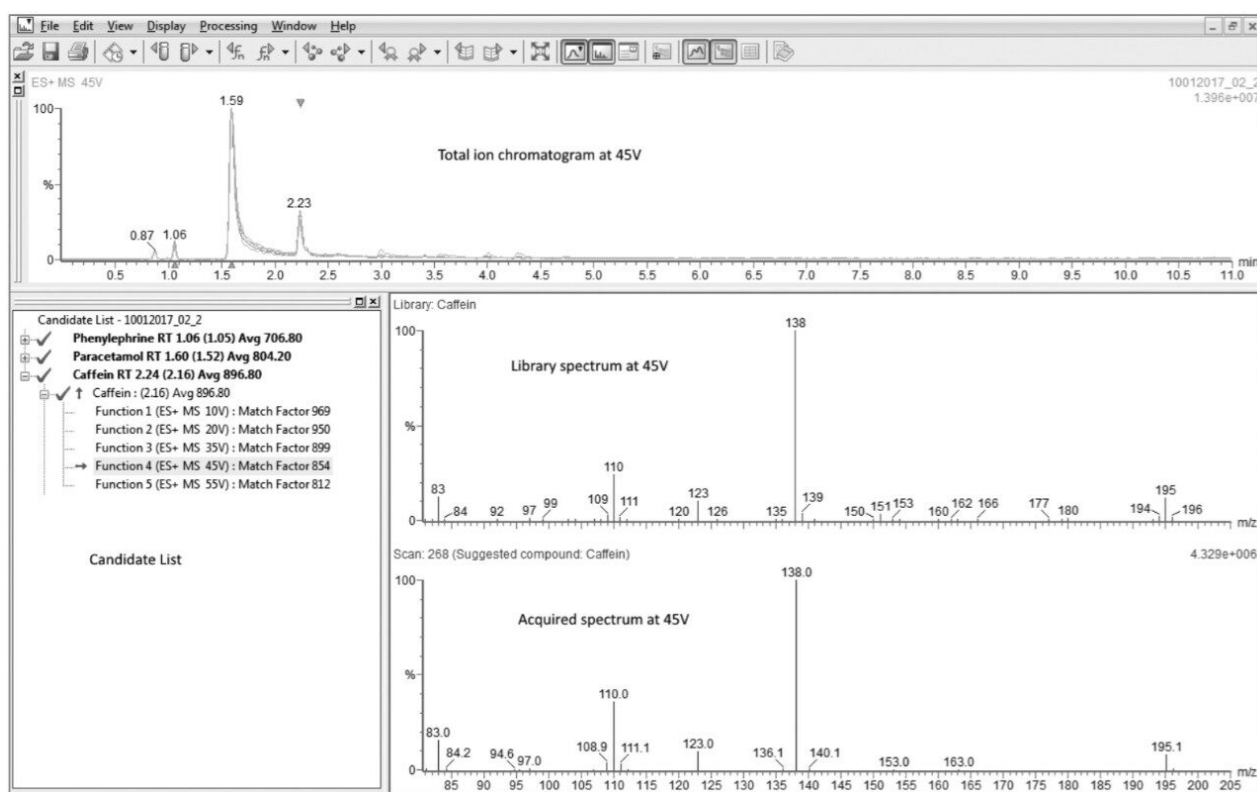 File Edit View Display Processing Window Help
ES+ MS 45V
10012017_02_2
1.396e+007
100
%
0
1.59
2.23
0.87 1.06
Total ion chromatogram at 45V
0.5 1.0 1.5 2.0 2.5 3.0 3.5 4.0 4.5 5.0 5.5 6.0 6.5 7.0 7.5 8.0 8.5 9.0 9.5 10.0 10.5 11.0 min
Candidate List - 10012017_02_2
Phenylephrine RT 1.06 (1.05) Avg 706.80
Paracetamol RT 1.60 (1.52) Avg 804.20
Caffein RT 2.24 (2.16) Avg 896.80
Caffein : (2.16) Avg 896.80
Function 1 (ES+ MS 10V) : Match Factor 969
Function 2 (ES+ MS 20V) : Match Factor 950
Function 3 (ES+ MS 35V) : Match Factor 899
Function 4 (ES+ MS 45V) : Match Factor 854
Function 5 (ES+ MS 55V) : Match Factor 812
Candidate List
Library: Caffein
100
%
0
138
Library spectrum at 45V
110
83 123 195
84 92 97 99 109 111 120 126 135 139 150 151 153 160 162 166 177 180 194 196
m/z
Scan: 268 (Suggested compound: Caffein)
4.329e+006
100
%
0
138.0
Acquired spectrum at 45V
110.0
83.0 123.0 195.1
84.2 94.6 97.0 108.9 111.1 136.1 140.1 153.0 163.0
85 90 95 100 105 110 115 120 125 130 135 140 145 150 155 160 165 170 175 180 185 190 195 200 205 m/z